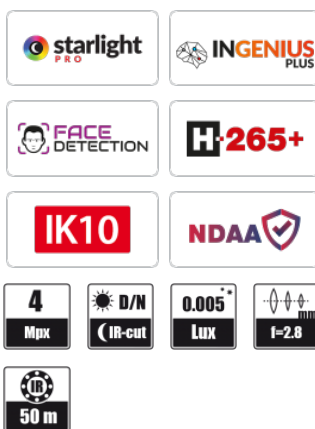 starlight
PRO
INGENIUS
PLUS
FACE
DETECTION
H.265+
IK10
NDAA
4
Mpx
D/N
IR-cut
0.005**
Lux
mm
f=2.8
IR
50 m